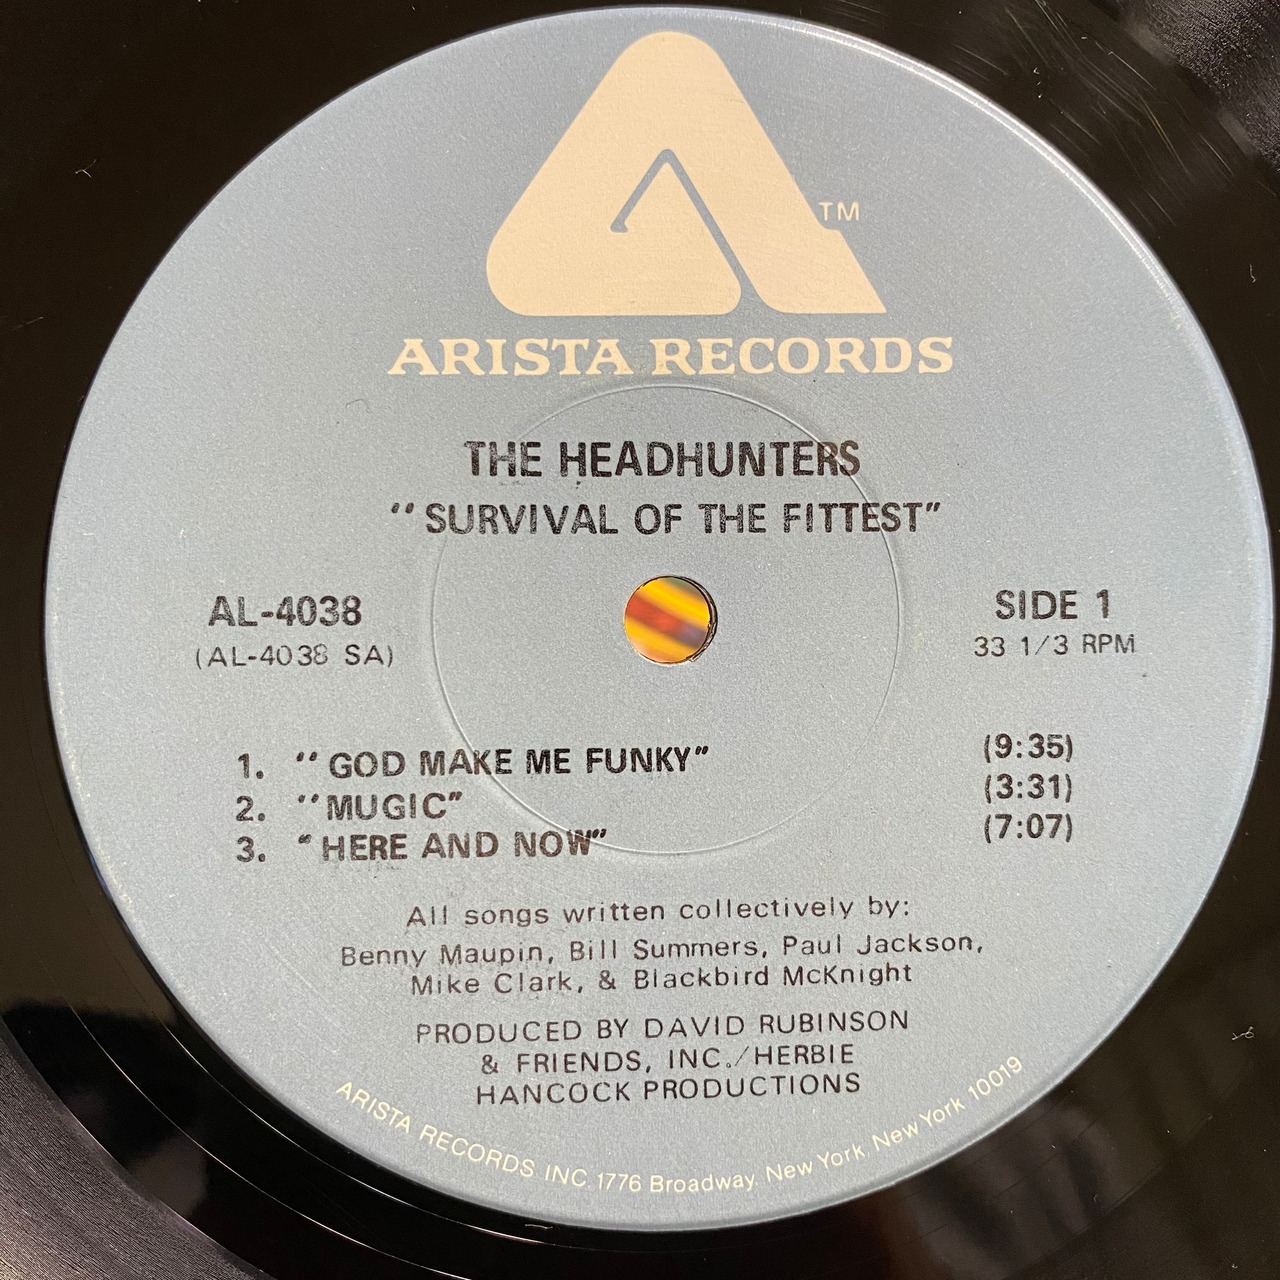 TM
ARISTA RECORDS
THE HEADHUNTERS
"SURVIVAL OF THE FITTEST"
AL-4038
(AL-4038 SA)
SIDE 1
33 1/3 RPM
1. "GOD MAKE ME FUNKY" (9:35)
2. "MUGIC" (3:31)
3. "HERE AND NOW" (7:07)
All songs written collectively by:
Benny Maupin, Bill Summers, Paul Jackson,
Mike Clark, & Blackbird McKnight
PRODUCED BY DAVID RUBINSON
& FRIENDS, INC./HERBIE
HANCOCK PRODUCTIONS
ARISTA RECORDS INC 1776 Broadway, New York, New York 10019